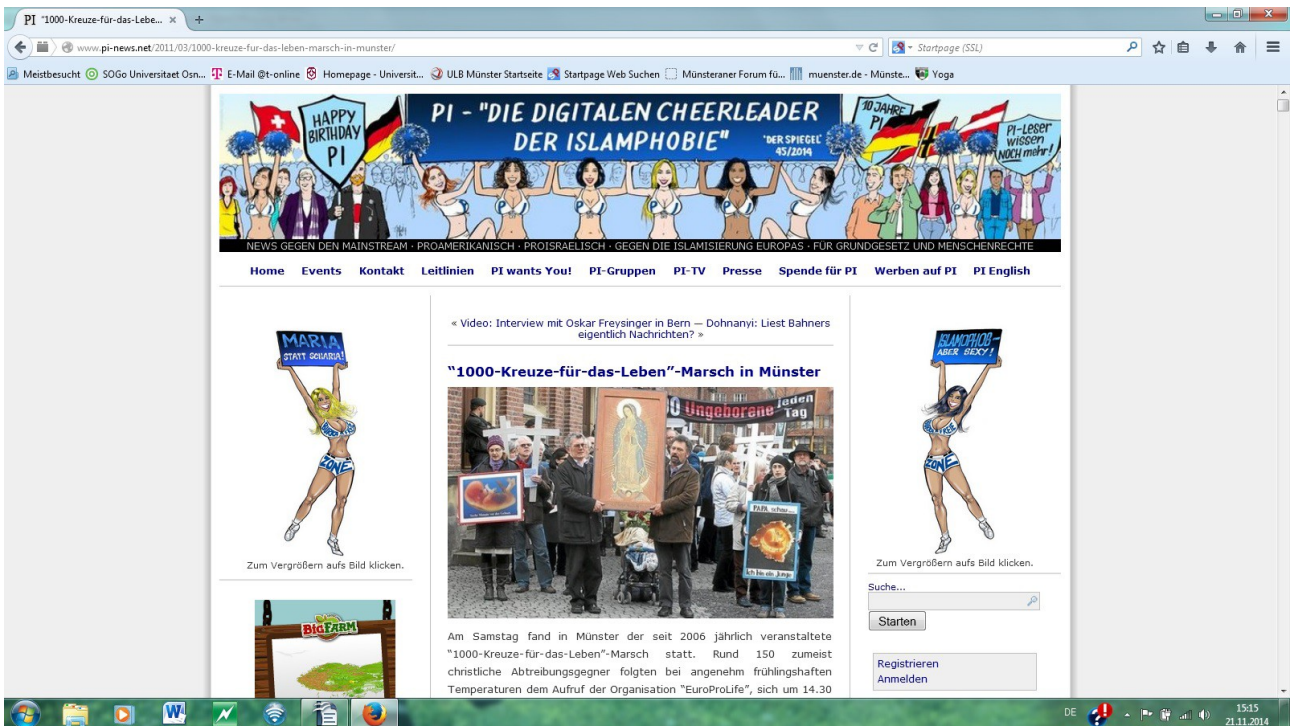 PI "1000-Kreuze-für-das-Lebe... ×
www.pi-news.net/2011/03/1000-kreuze-fur-das-leben-marsch-in-munster/
Startpage (SSL)
Meistbesucht SOGo Universitaet Osn... E-Mail @t-online Homepage - Universit... ULB Münster Startseite Startpage Web Suchen Münsteraner Forum fü... muenster.de - Münste... Yoga
HAPPY BIRTHDAY PI
PI - "DIE DIGITALEN CHEERLEADER
DER ISLAMPHOBIE"
"DER SPIEGEL"
45/2014
10 JAHRE PI
PI-LESER WISSEN NOCH mehr!
NEWS GEGEN DEN MAINSTREAM · PROAMERIKANISCH · PROISRAELISCH · GEGEN DIE ISLAMISIERUNG EUROPAS · FÜR GRUNDGESETZ UND MENSCHENRECHTE
Home Events Kontakt Leitlinien PI wants You! PI-Gruppen PI-TV Presse Spende für PI Werben auf PI PI English
MARIA
STATT SCHARIA!
ZONE
Zum Vergrößern aufs Bild klicken.
BIGFARM
« Video: Interview mit Oskar Freysinger in Bern — Dohnanyi: Liest Bahners
eigentlich Nachrichten? »
"1000-Kreuze-für-das-Leben"-Marsch in Münster
Ungeborene jeden Tag
PAPA schau...
Ich bin ein Junge
Am Samstag fand in Münster der seit 2006 jährlich veranstaltete
"1000-Kreuze-für-das-Leben"-Marsch statt. Rund 150 zumeist
christliche Abtreibungsgegner folgten bei angenehm frühlingshaften
Temperaturen dem Aufruf der Organisation "EuroProLife", sich um 14.30
ISLAMOPHOB -
ABER SEXY!
ZONE
Zum Vergrößern aufs Bild klicken.
Suche...
Starten
Registrieren
Anmelden
DE
15:15
21.11.2014